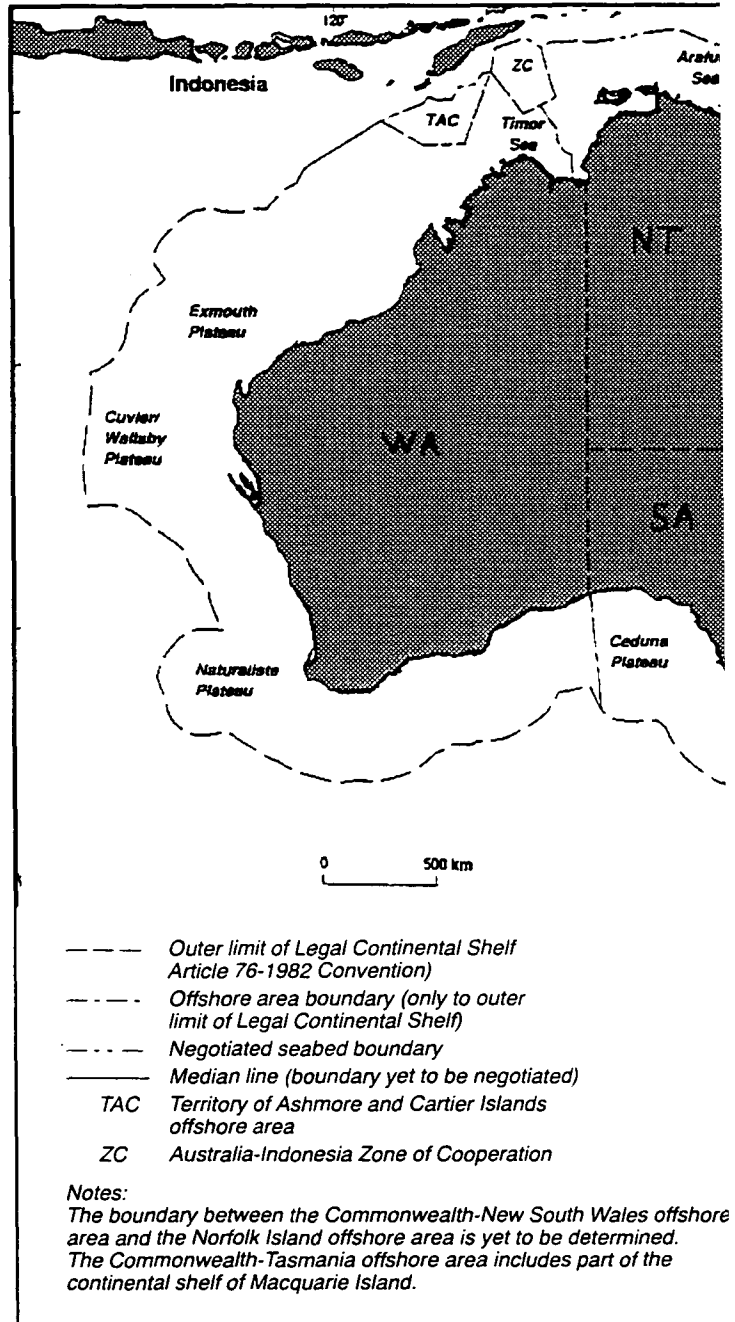 120
Indonesia
ZC
Arafu
Sea
TAC
Timor
Sea
NT
Exmouth
Plateau
Cuvier/
Wallaby
Plateau
WA
SA
Naturaliste
Plateau
Ceduna
Plateau
0 500 km
Outer limit of Legal Continental Shelf
Article 76-1982 Convention)
Offshore area boundary (only to outer
limit of Legal Continental Shelf)
Negotiated seabed boundary
Median line (boundary yet to be negotiated)
TAC Territory of Ashmore and Cartier Islands
offshore area
ZC Australia-Indonesia Zone of Cooperation
Notes:
The boundary between the Commonwealth-New South Wales offshore
area and the Norfolk Island offshore area is yet to be determined.
The Commonwealth-Tasmania offshore area includes part of the
continental shelf of Macquarie Island.